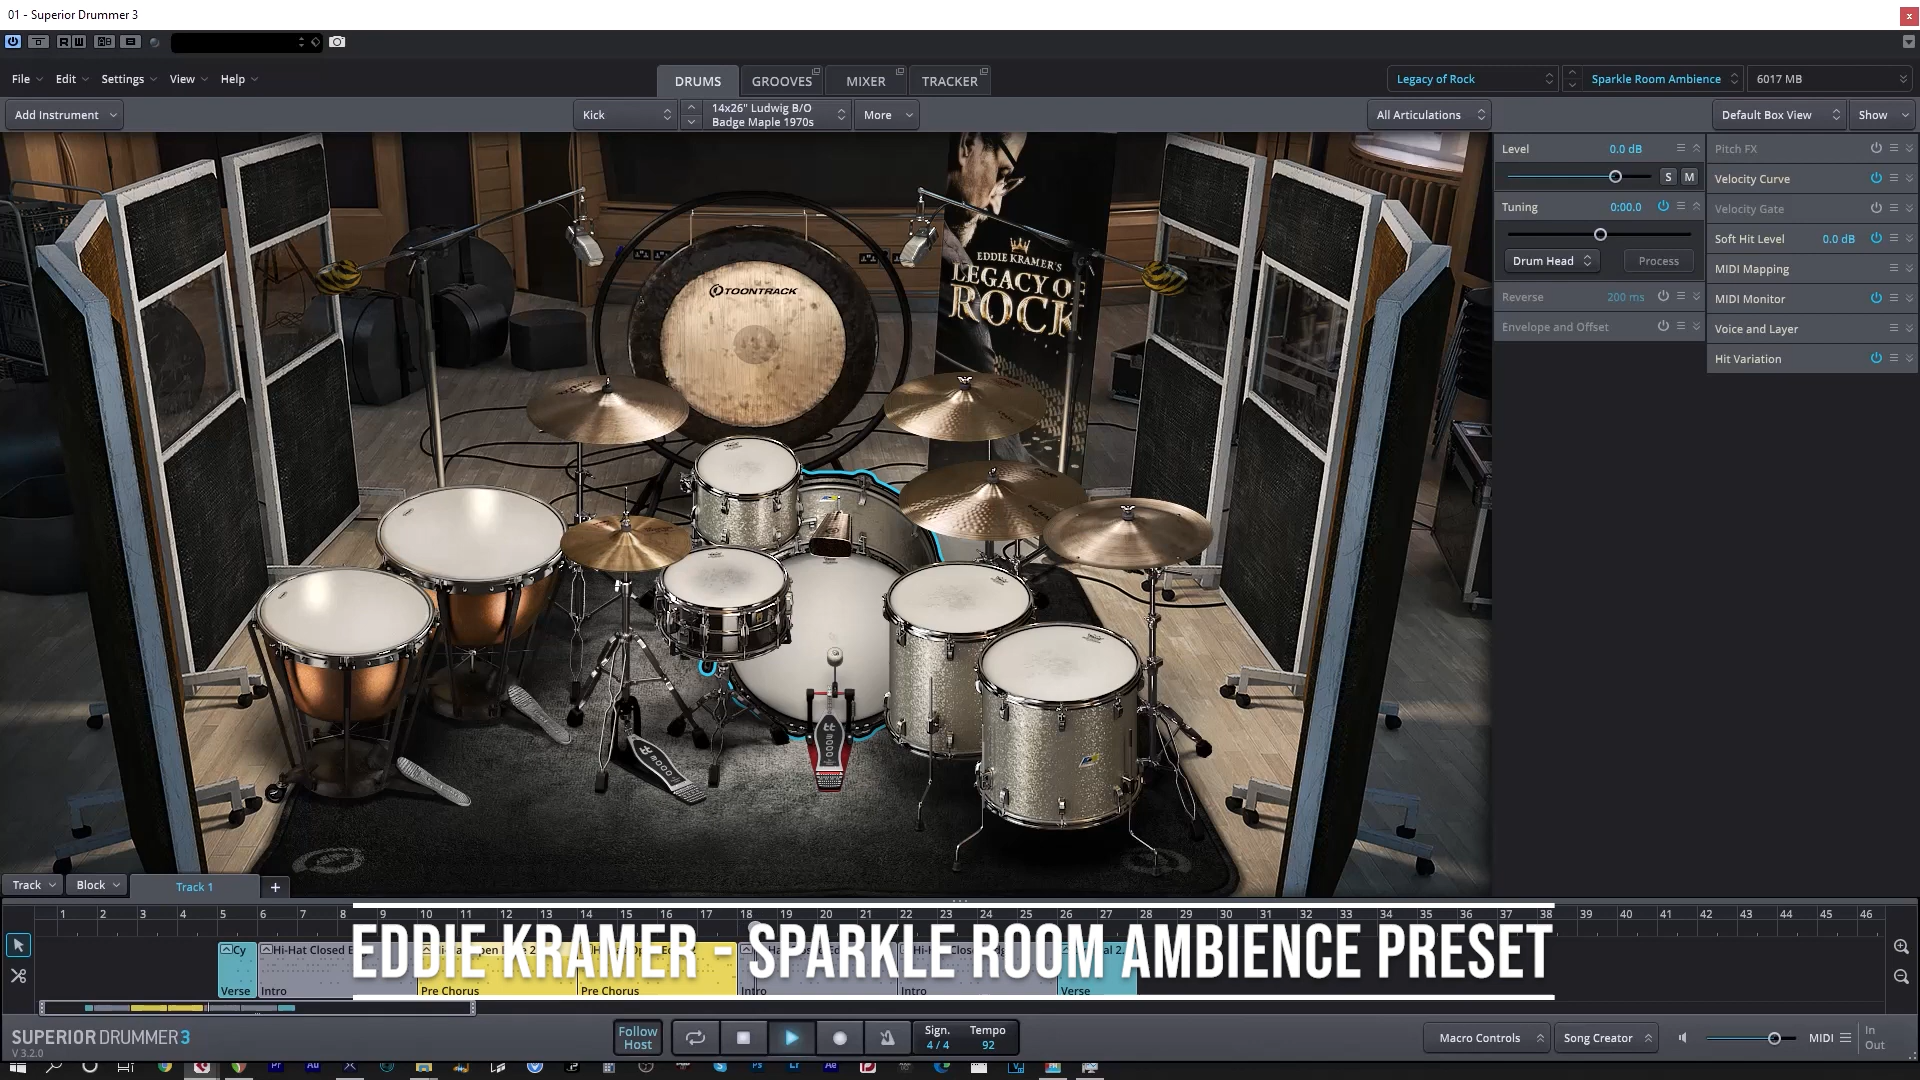 01 - Superior Drummer 3
x
R W AB
File Edit Settings View Help
DRUMS GROOVES MIXER TRACKER
Legacy of Rock Sparkle Room Ambience 6017 MB
Add Instrument
Kick
14x26" Ludwig B/O
Badge Maple 1970s
More
All Articulations
Default Box View Show
Level 0.0 dB
S M
Tuning 0:00.0
Drum Head Process
Reverse 200 ms
Envelope and Offset
Pitch FX
Velocity Curve
Velocity Gate
Soft Hit Level 0.0 dB
MIDI Mapping
MIDI Monitor
Voice and Layer
Hit Variation
TOONTRACK
EDDIE KRAMER'S
LEGACY OF
ROCK
3000
3000
Track Block Track 1 +
1 2 3 4 5 6 7 8 9 10 11 12 13 14 15 16 17 18 19 20 21 22 23 24 25 26 27 28 29 30 31 32 33 34 35 36 37 38 39 40 41 42 43 44 45 46
Cy Hi-Hat Closed
EDDIE KRAMER - SPARKLE ROOM AMBIENCE PRESET
Verse Intro Pre Chorus Pre Chorus Intro Intro Verse
SUPERIOR DRUMMER 3
V 3.2.0
Follow
Host
Sign. Tempo
4 / 4 92
Macro Controls Song Creator MIDI
In
Out